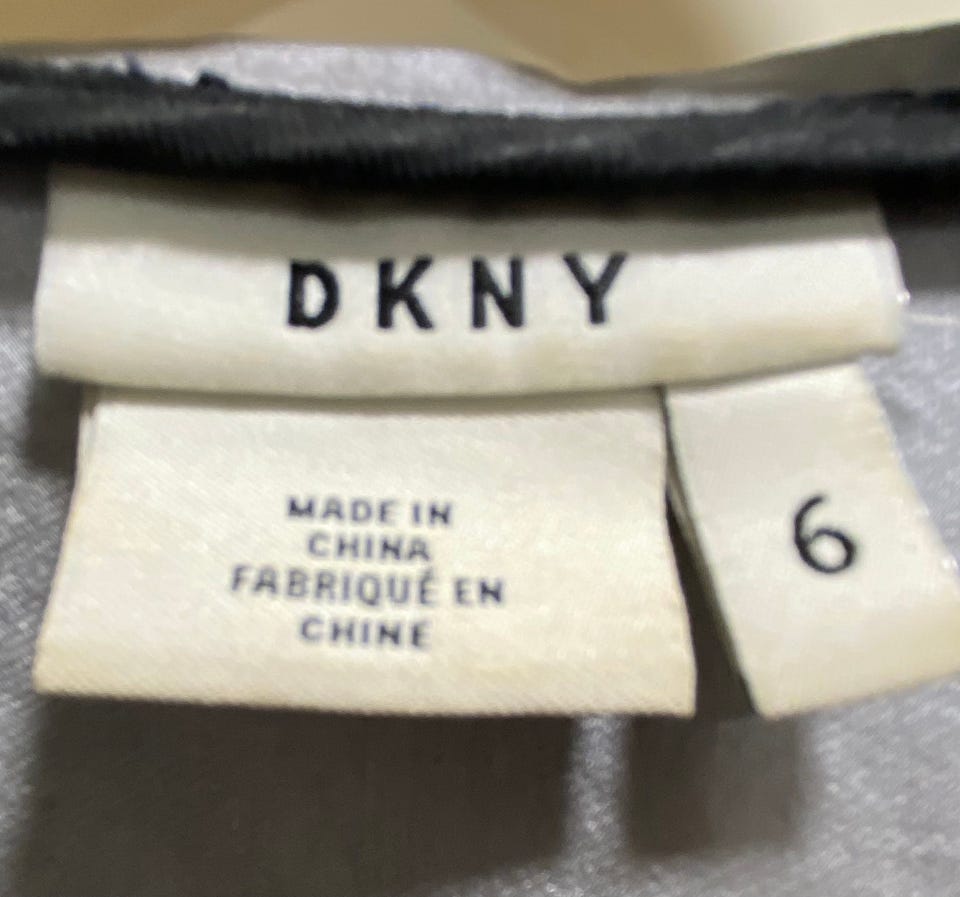 DKNY
MADE IN
CHINA
FABRIQUÉ EN
CHINE
6